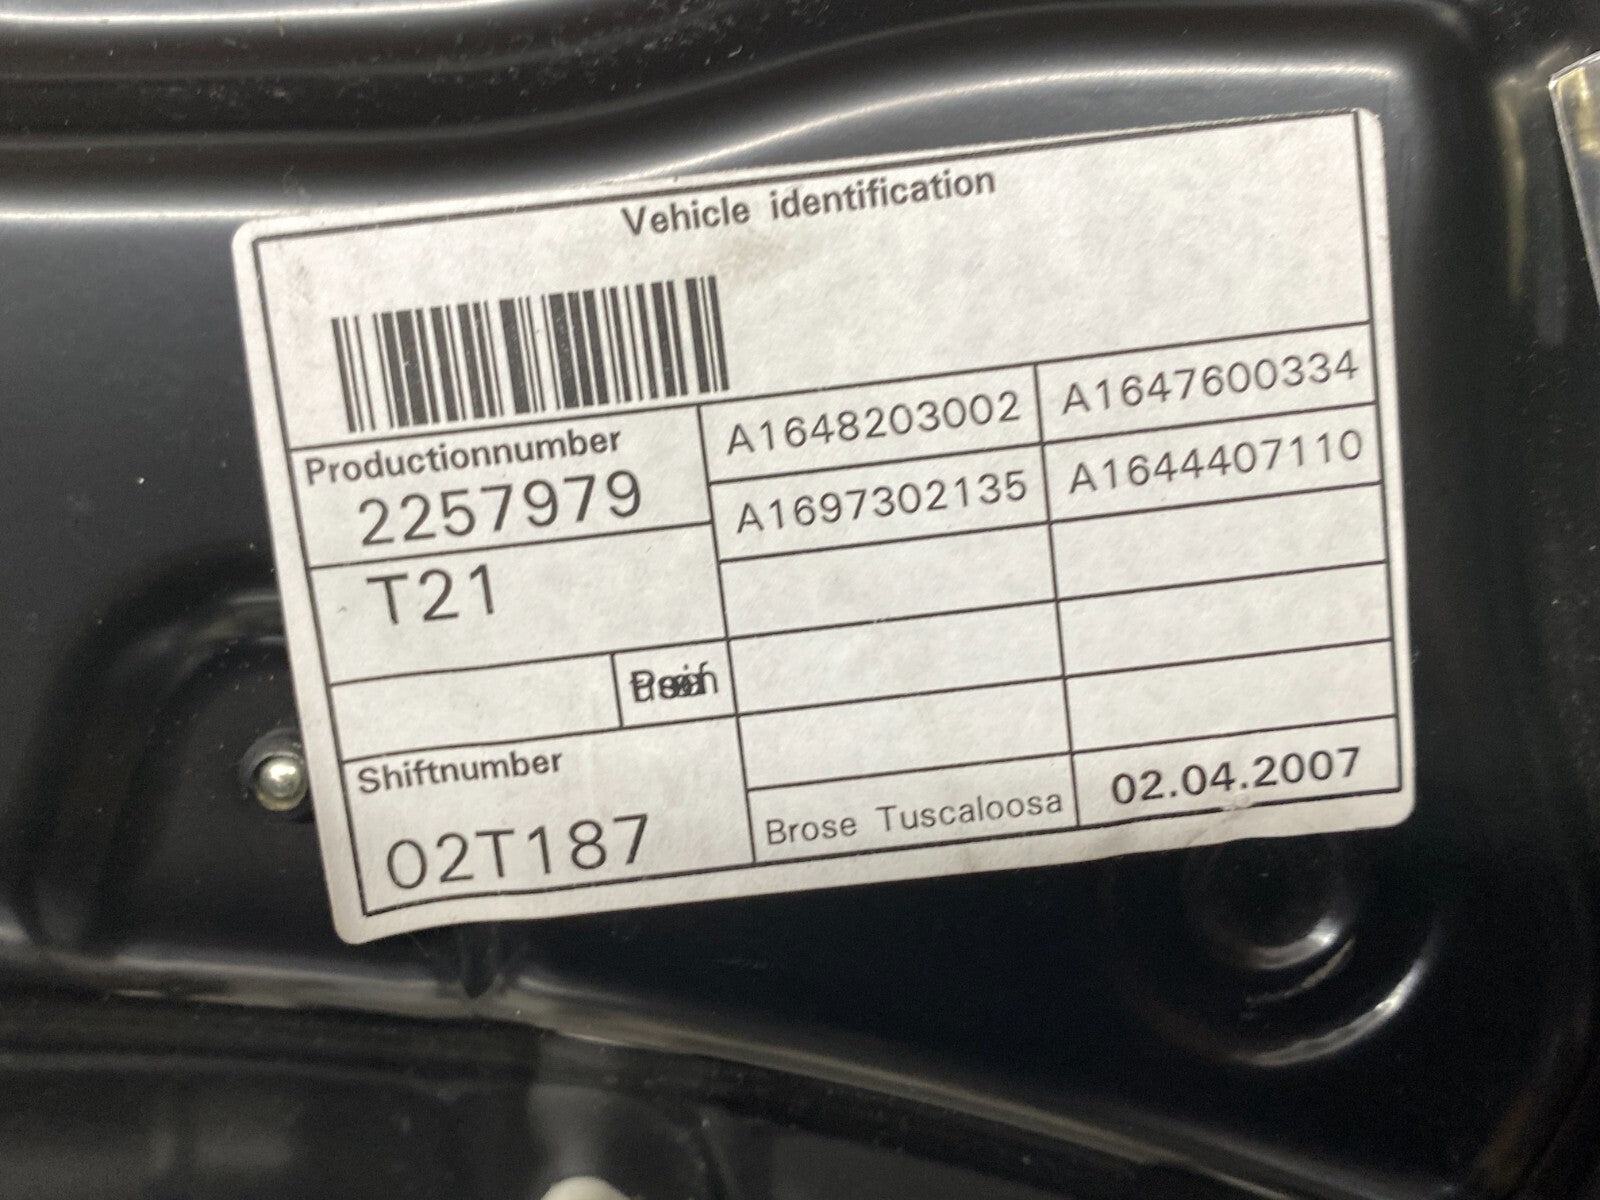 Vehicle identification
Productionnumber
2257979
T21
Shiftnumber
02T187
A1648203002 A1647600334
A1697302135 A1644407110
Brose Tuscaloosa 02.04.2007